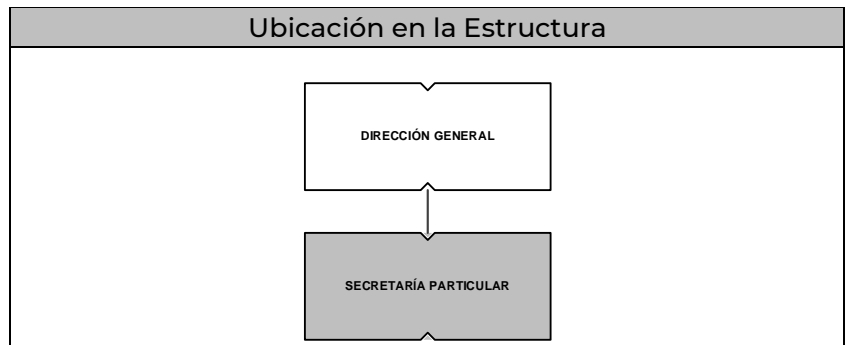 Ubicación en la Estructura
DIRECCIÓN GENERAL
SECRETARÍA PARTICULAR